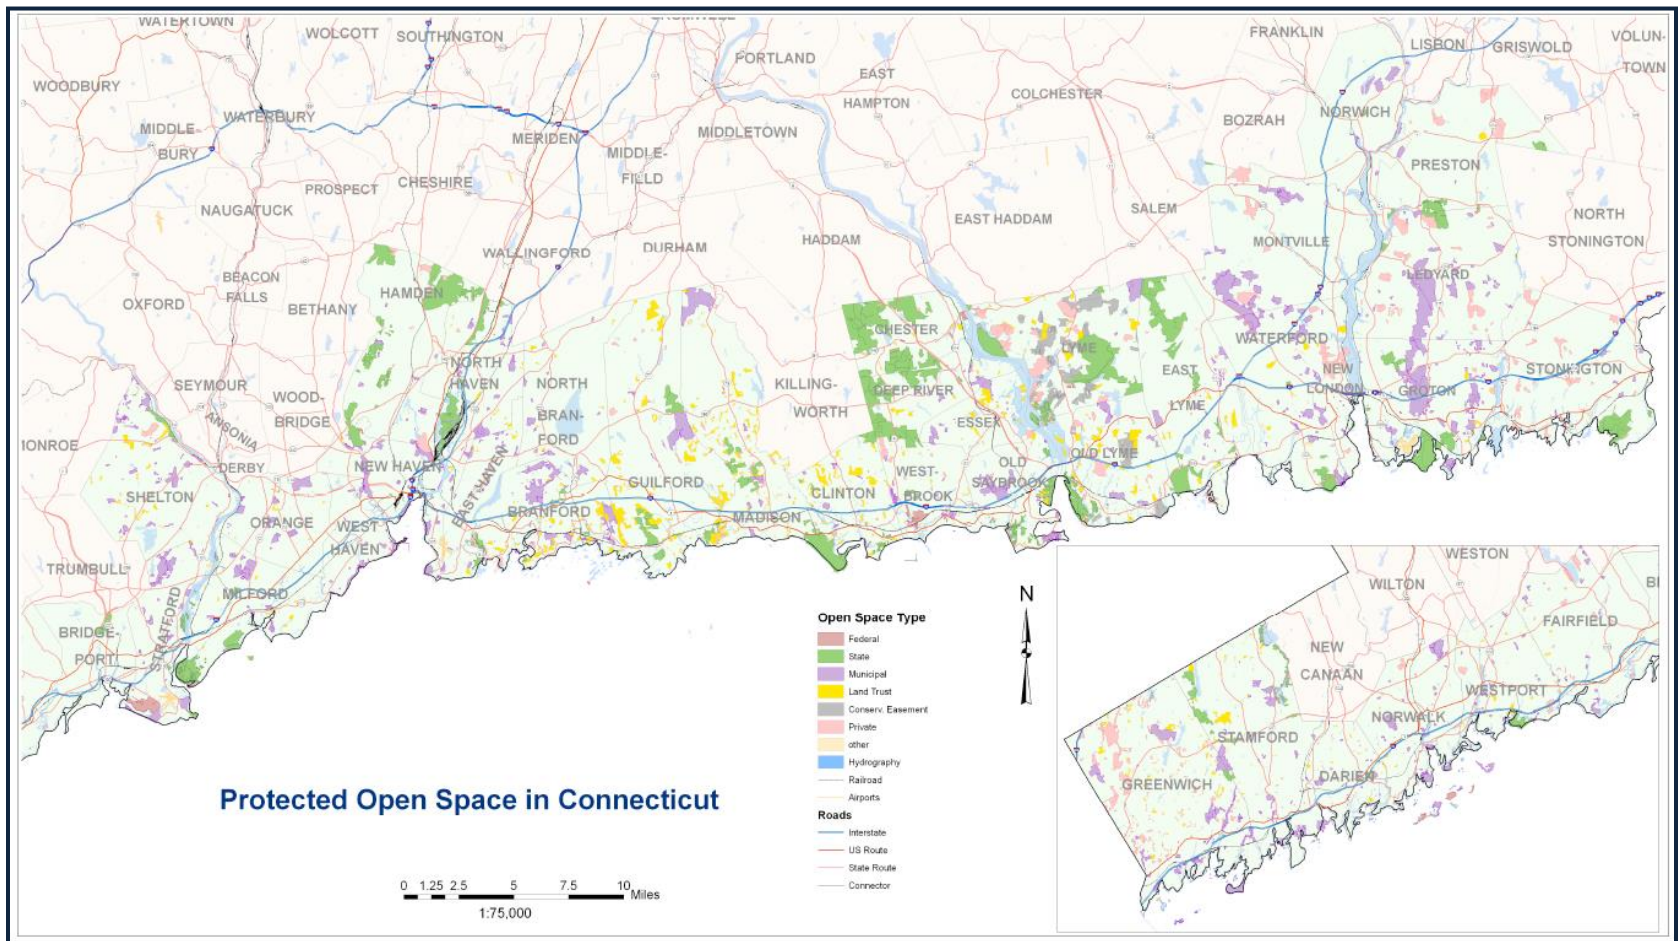 WATERTOWN
WOLCOTT
SOUTHINGTON
PORTLAND
EAST
HAMPTON
COLCHESTER
FRANKLIN
LISBON
GRISWOLD
VOLUN-
TOWN
WOODBURY
MIDDLE-
BURY
WATERBURY
MERIDEN
MIDDLE-
FILLD
MIDDLETOWN
BOZRAH
NORWICH
PRESTON
PROSPECT
CHESHIRE
NAUGATUCK
EAST HADDAM
SALEM
NORTH
STONINGTON
WALLINGFORD
DURHAM
HADDAM
MONTVILLE
LEDYARD
OXFORD
BEACON
FALLS
BETHANY
HAMDEN
CHESTER
LYME
WATERFORD
SEYMOUR
WOOD-
BRIDGE
NORTH
HAVEN
NORTH
BRAN-
FORD
KILLING-
WORTH
DEEP RIVER
ESSEX
EAST
LYME
NEW
LONDON
GROTON
STONINGTON
MONROE
ANSONIA
DERBY
NEW HAVEN
EAST HAVEN
GUILFORD
CLINTON
WEST-
BROOK
OLD
SAYBROOK
OLD LYME
SHELTON
ORANGE
WEST
HAVEN
BRANFORD
MADISON
TRUMBULL
MILFORD
STRATFORD
BRIDGE-
PORT
WESTON
WILTON
FAIRFIELD
NEW
CANAAN
WESTPORT
NORWALK
STAMFORD
DARIEN
GREENWICH
N
Open Space Type
Federal
State
Municipal
Land Trust
Conserv. Easement
Private
other
Hydrography
Railroad
Airports
Roads
Interstate
US Route
State Route
Connector
Protected Open Space in Connecticut
0 1.25 2.5 5 7.5 10
Miles
1:75,000